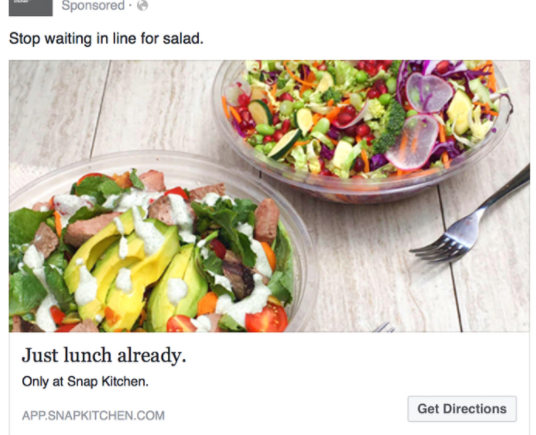 Sponsored ·
Stop waiting in line for salad.
Just lunch already.
Only at Snap Kitchen.
APP.SNAPKITCHEN.COM
Get Directions